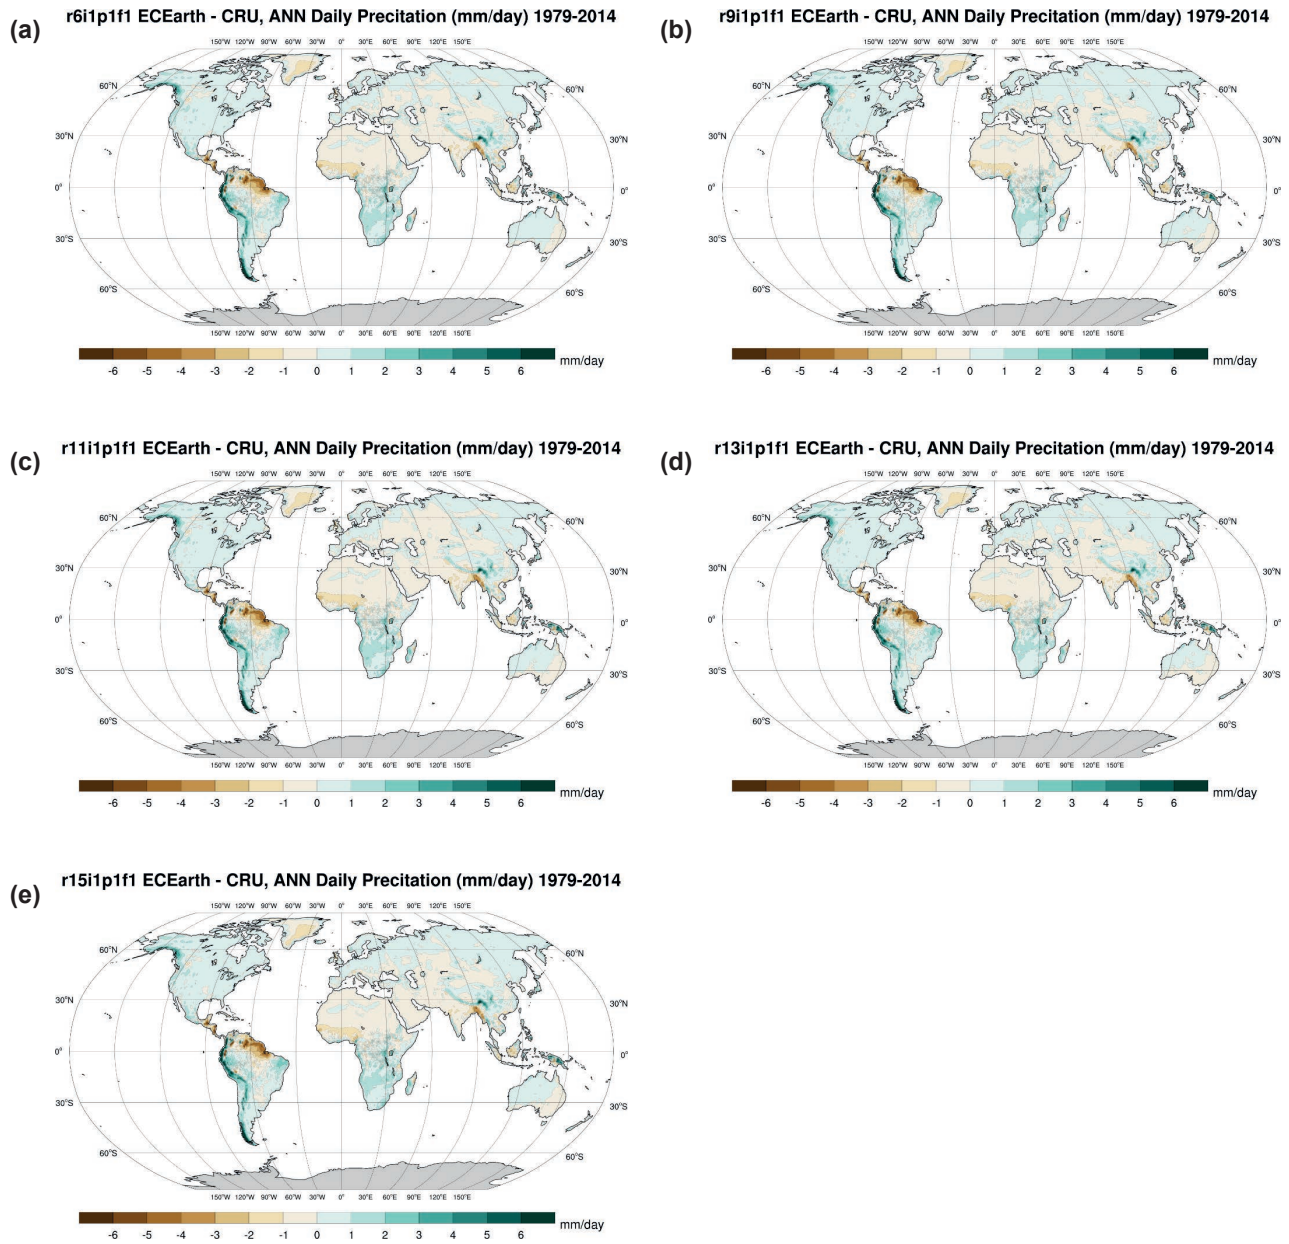 (a) r6i1p1f1 ECEarth - CRU, ANN Daily Precitation (mm/day) 1979-2014
150°W 120°W 90°W 60°W 30°W 0° 30°E 60°E 90°E 120°E 150°E
60°N 60°N
30°N 30°N
0° 0°
30°S 30°S
60°S 60°S
150°W 120°W 90°W 60°W 30°W 0° 30°E 60°E 90°E 120°E 150°E
mm/day
-6 -5 -4 -3 -2 -1 0 1 2 3 4 5 6
(b) r9i1p1f1 ECEarth - CRU, ANN Daily Precitation (mm/day) 1979-2014
150°W 120°W 90°W 60°W 30°W 0° 30°E 60°E 90°E 120°E 150°E
60°N 60°N
30°N 30°N
0° 0°
30°S 30°S
60°S 60°S
150°W 120°W 90°W 60°W 30°W 0° 30°E 60°E 90°E 120°E 150°E
mm/day
-6 -5 -4 -3 -2 -1 0 1 2 3 4 5 6
(c) r11i1p1f1 ECEarth - CRU, ANN Daily Precitation (mm/day) 1979-2014
150°W 120°W 90°W 60°W 30°W 0° 30°E 60°E 90°E 120°E 150°E
60°N 60°N
30°N 30°N
0° 0°
30°S 30°S
60°S 60°S
150°W 120°W 90°W 60°W 30°W 0° 30°E 60°E 90°E 120°E 150°E
mm/day
-6 -5 -4 -3 -2 -1 0 1 2 3 4 5 6
(d) r13i1p1f1 ECEarth - CRU, ANN Daily Precitation (mm/day) 1979-2014
150°W 120°W 90°W 60°W 30°W 0° 30°E 60°E 90°E 120°E 150°E
60°N 60°N
30°N 30°N
0° 0°
30°S 30°S
60°S 60°S
150°W 120°W 90°W 60°W 30°W 0° 30°E 60°E 90°E 120°E 150°E
mm/day
-6 -5 -4 -3 -2 -1 0 1 2 3 4 5 6
(e) r15i1p1f1 ECEarth - CRU, ANN Daily Precitation (mm/day) 1979-2014
150°W 120°W 90°W 60°W 30°W 0° 30°E 60°E 90°E 120°E 150°E
60°N 60°N
30°N 30°N
0° 0°
30°S 30°S
60°S 60°S
150°W 120°W 90°W 60°W 30°W 0° 30°E 60°E 90°E 120°E 150°E
mm/day
-6 -5 -4 -3 -2 -1 0 1 2 3 4 5 6